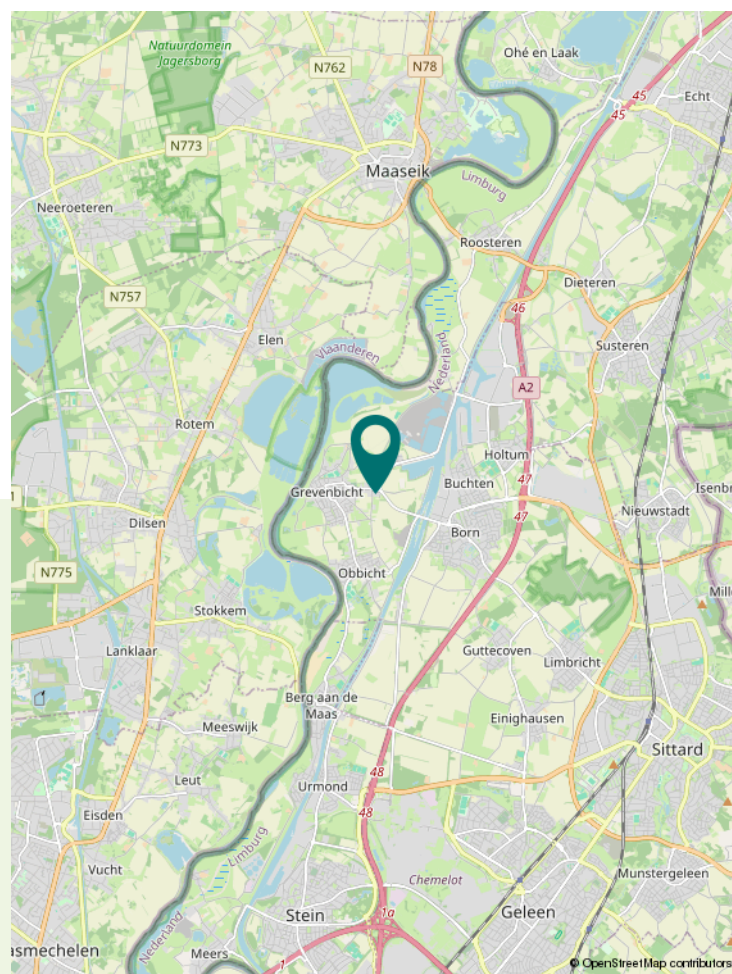 Natuurdomein
Jagersborg
N762
N78
Ohé en Laak
45
Echt
45
N773
Maaseik
Limburg
Neeroeteren
Roosteren
Dieteren
N757
46
Elen
Vlaanderen
Nederland
Susteren
A2
Rotem
Holtum
47
Buchten
Grevenbicht
Isenbr
Nieuwstadt
47
Dilsen
Born
N775
Obbicht
Mille
Stokkem
Lanklaar
Guttecoven
Limbricht
Berg aan de
Maas
Meeswijk
Einighausen
Sittard
48
Leut
Urmond
48
Eisden
Limburg
Vucht
Chemelot
Munstergeleen
Nederland
Stein
1a
Geleen
asmechelen
Meers
1
© OpenStreetMap contributors